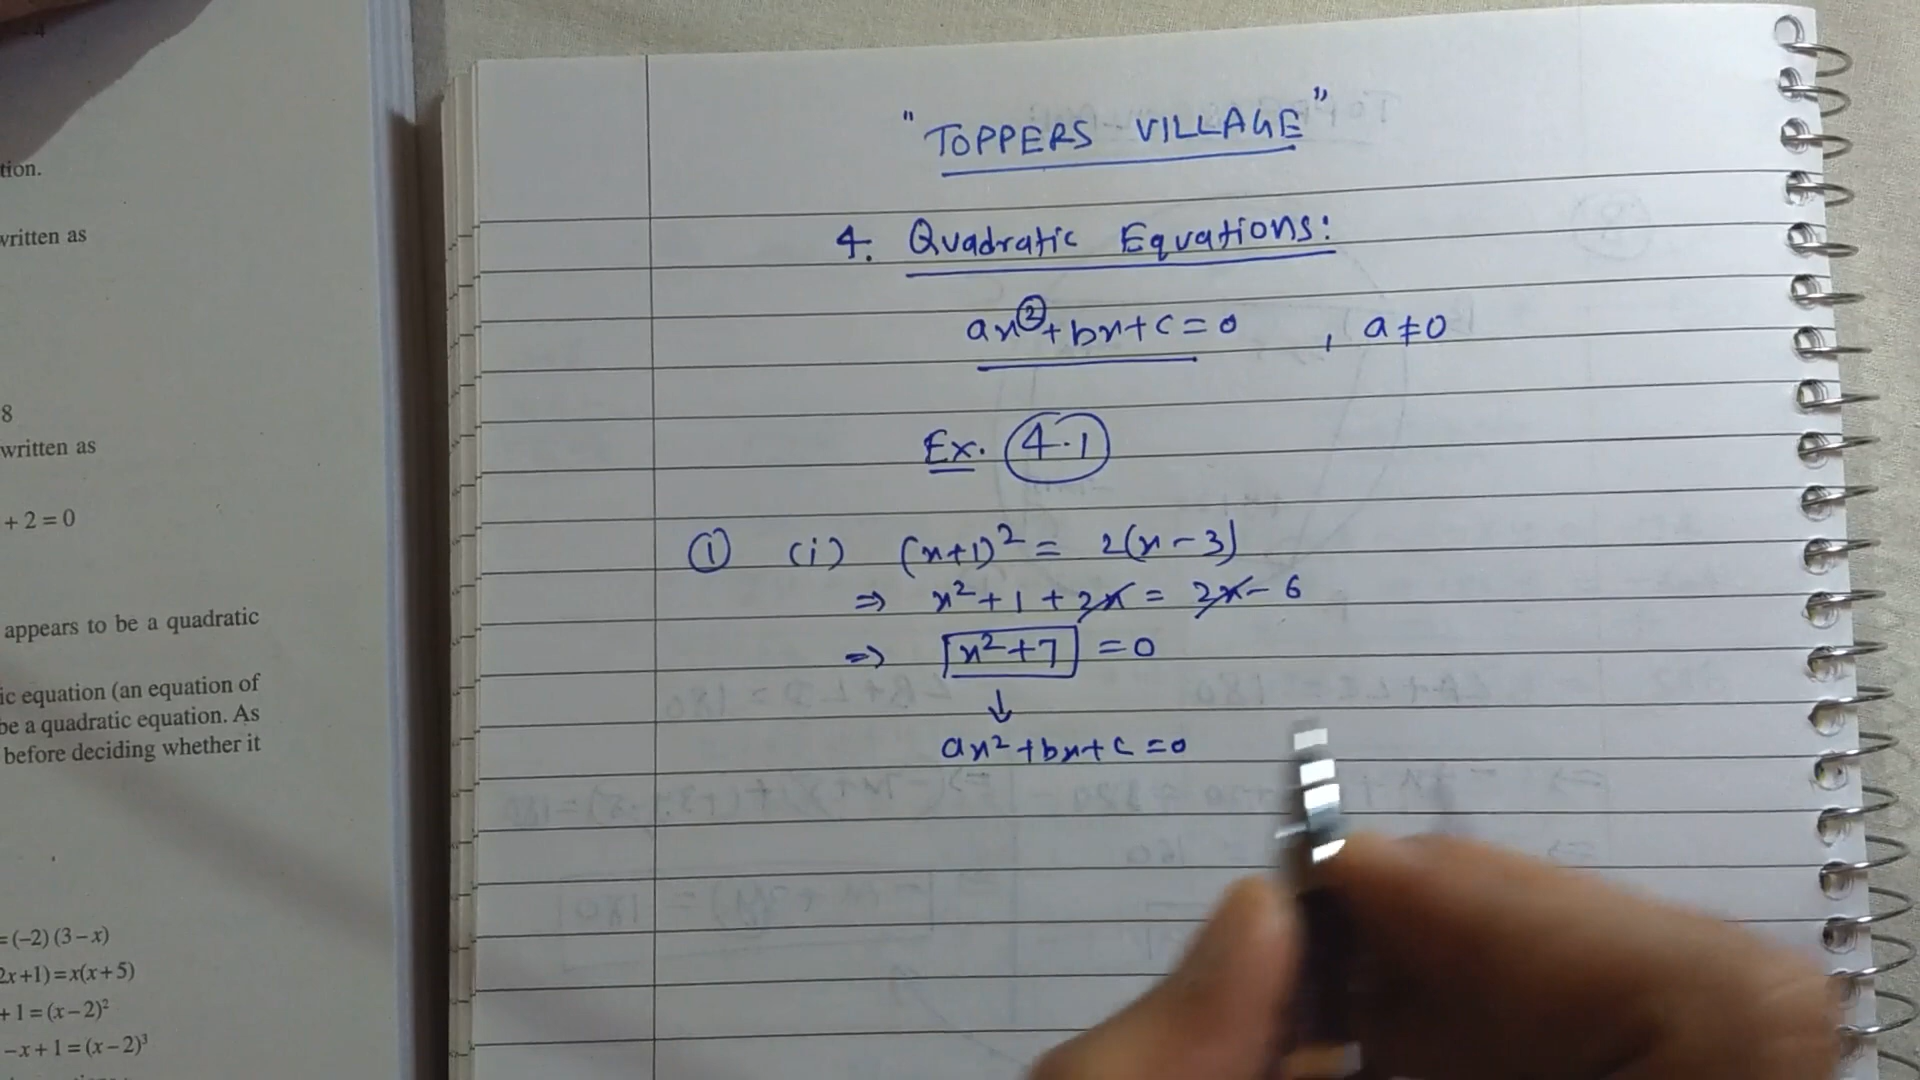 tion.
written as
8
written as
+ 2 = 0
appears to be a quadratic
ic equation (an equation of
be a quadratic equation. As
before deciding whether it
= (–2) (3 – x)
2x+1) = x(x+5)
+ 1 = (x – 2)²
– x + 1 = (x – 2)³
"TOPPERS VILLAGE"
4. Quadratic Equations:
ax² + bx + c = 0 , a ≠ 0
Ex. 4.1
① (i) (x+1)² = 2(x – 3)
⇒ x² + 1 + 2x = 2x – 6
⇒ x² + 7 = 0
↓
ax² + bx + c = 0